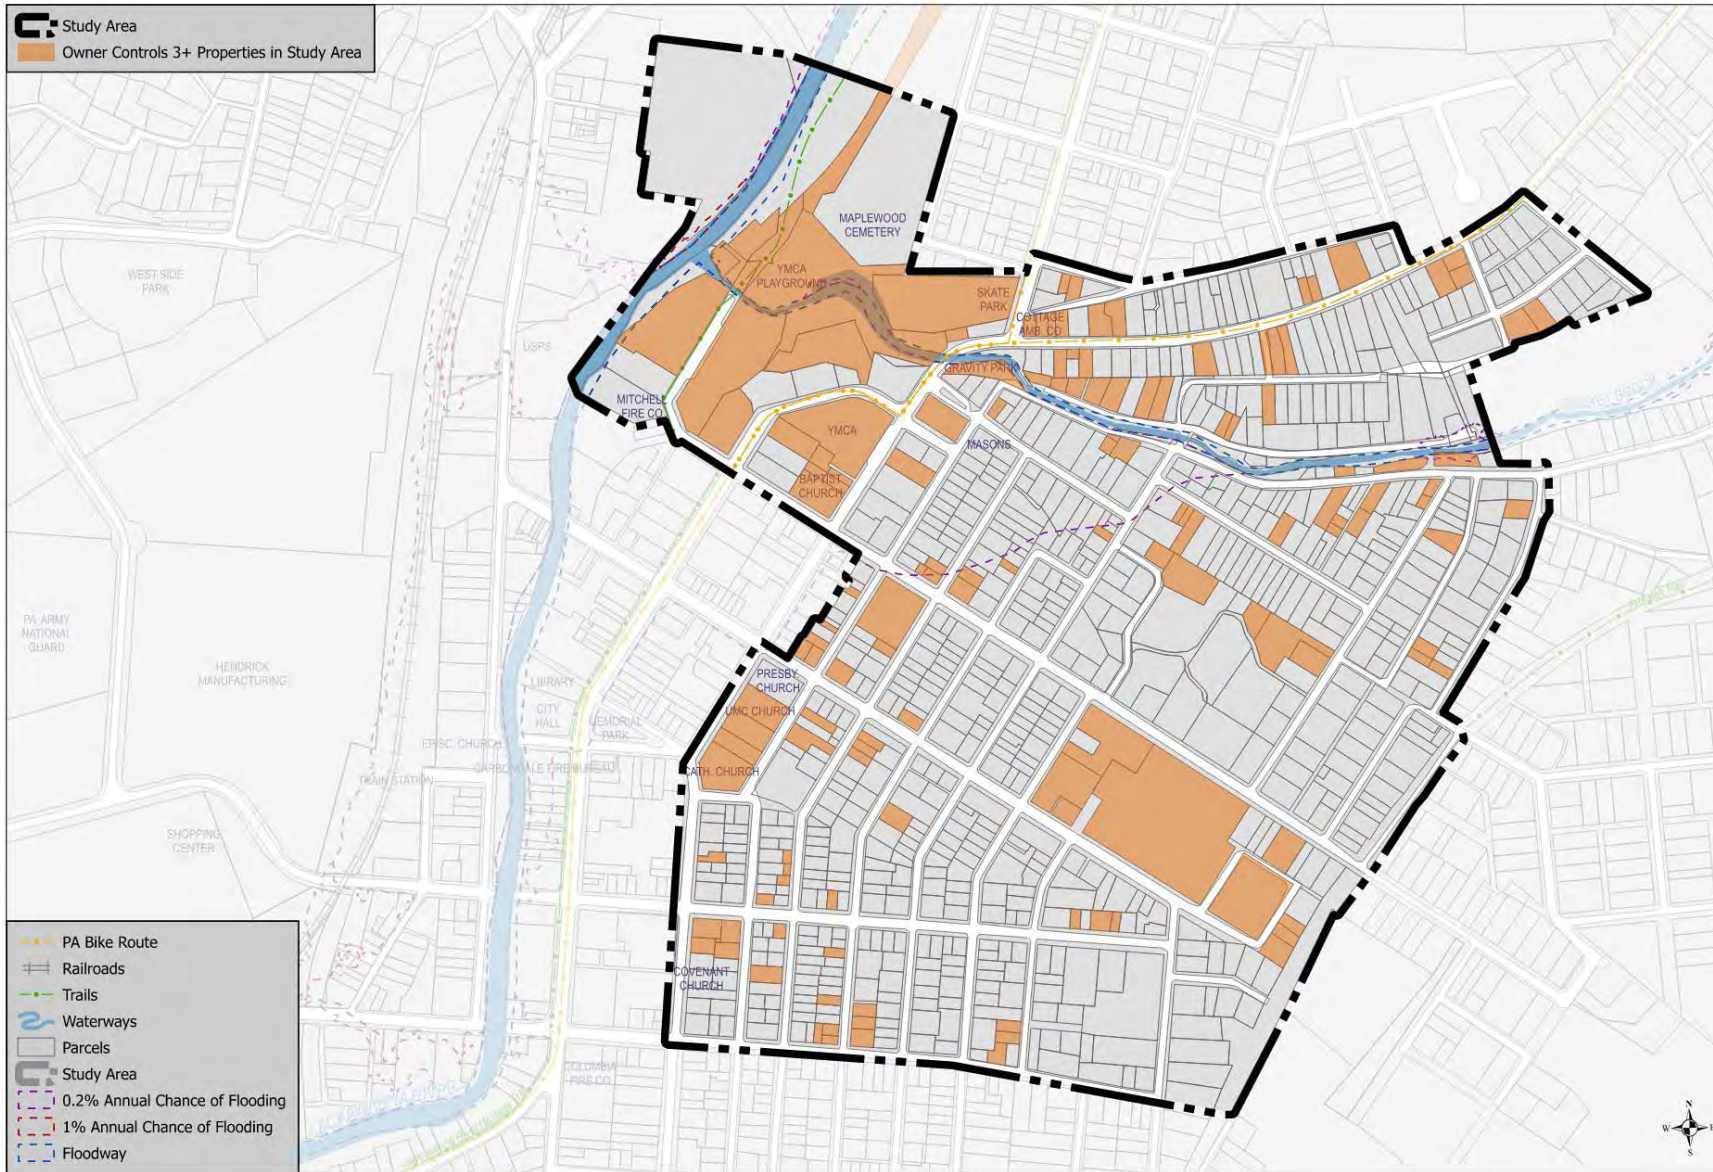 Study Area
Owner Controls 3+ Properties in Study Area
MAPLEWOOD
CEMETERY
WEST SIDE
PARK
YMCA
PLAYGROUND
SKATE
PARK
COTTAGE
AMB. CO
USPS
GRAVITY PARK
MITCHELL
FIRE CO
YMCA
MASONS
BAPTIST
CHURCH
PA ARMY
NATIONAL
GUARD
HENDRICK
MANUFACTURING
PRESBY
CHURCH
LIBRARY
UMC CHURCH
CITY
HALL
MEMORIAL
PARK
EPISC. CHURCH
CARBONDALE FIRE BUREAU
CATH. CHURCH
TRAIN STATION
SHOPPING
CENTER
COVENANT
CHURCH
COLUMBIA
FIRE CO
PA Bike Route
Railroads
Trails
Waterways
Parcels
Study Area
0.2% Annual Chance of Flooding
1% Annual Chance of Flooding
Floodway
N
W
E
S